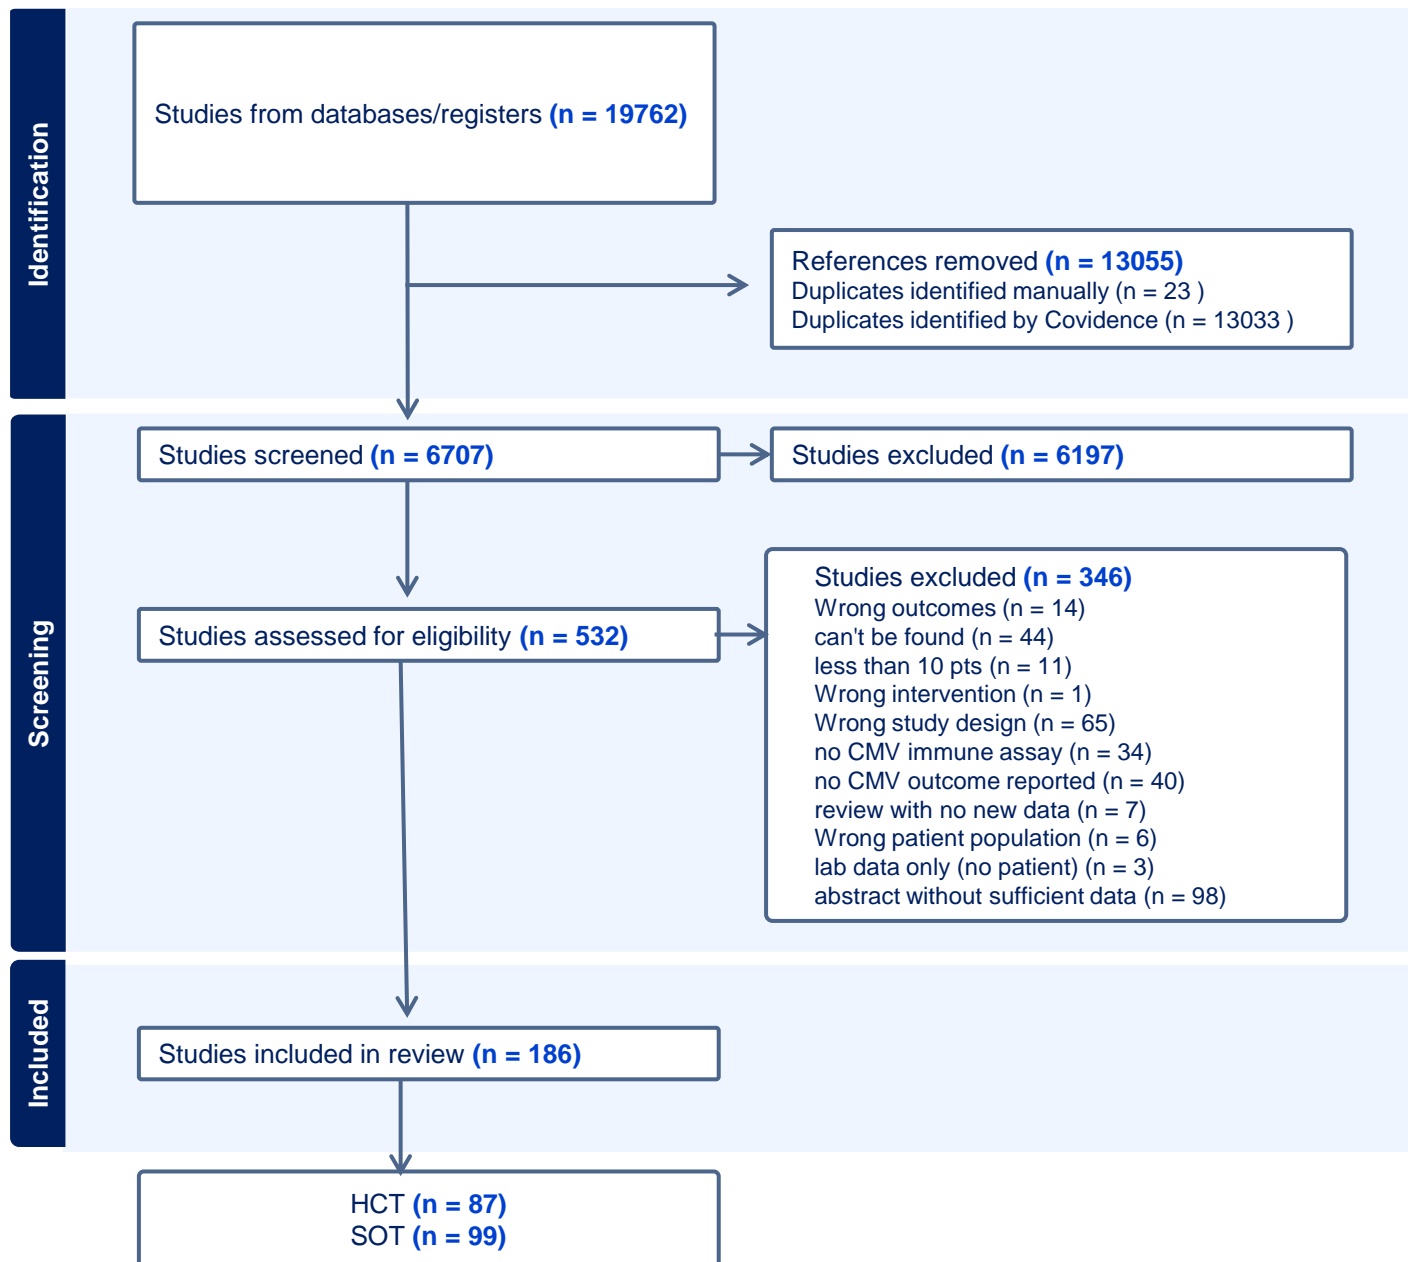 Identification
Studies from databases/registers (n = 19762)
References removed (n = 13055)
Duplicates identified manually (n = 23 )
Duplicates identified by Covidence (n = 13033 )
Screening
Studies screened (n = 6707)
Studies excluded (n = 6197)
Studies assessed for eligibility (n = 532)
Studies excluded (n = 346)
Wrong outcomes (n = 14)
can't be found (n = 44)
less than 10 pts (n = 11)
Wrong intervention (n = 1)
Wrong study design (n = 65)
no CMV immune assay (n = 34)
no CMV outcome reported (n = 40)
review with no new data (n = 7)
Wrong patient population (n = 6)
lab data only (no patient) (n = 3)
abstract without sufficient data (n = 98)
Included
Studies included in review (n = 186)
HCT (n = 87)
SOT (n = 99)